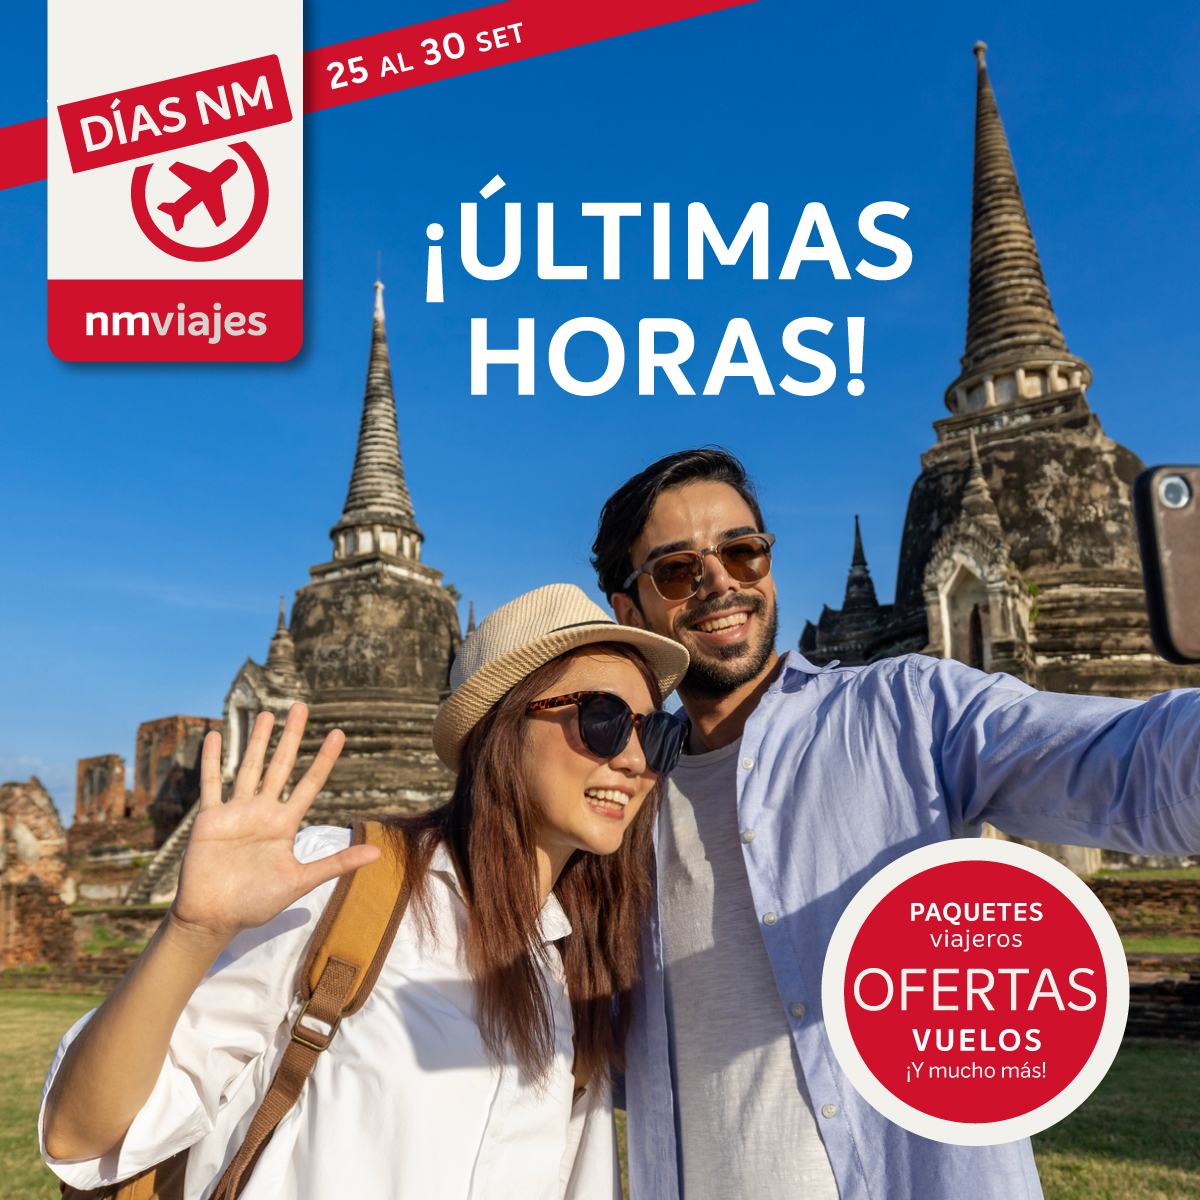 25 AL 30 SET
DÍAS NM
nmviajes
¡ÚLTIMAS
HORAS!
PAQUETES
viajeros
OFERTAS
VUELOS
¡Y mucho más!